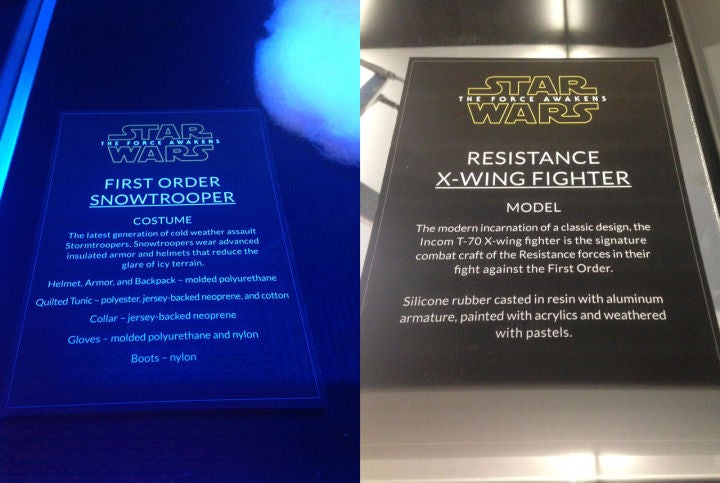 STAR
THE FORCE AWAKENS
WARS
FIRST ORDER
SNOWTROOPER
COSTUME
The latest generation of cold weather assault
Stormtroopers, Snowtroopers wear advanced
insulated armor and helmets that reduce the
glare of icy terrain.
Helmet, Armor, and Backpack – molded polyurethane
Quilted Tunic – polyester, jersey-backed neoprene, and cotton
Collar – jersey-backed neoprene
Gloves – molded polyurethane and nylon
Boots – nylon
STAR
THE FORCE AWAKENS
WARS
RESISTANCE
X-WING FIGHTER
MODEL
The modern incarnation of a classic design, the
Incom T-70 X-wing fighter is the signature
combat craft of the Resistance forces in their
fight against the First Order.
Silicone rubber casted in resin with aluminum
armature, painted with acrylics and weathered
with pastels.